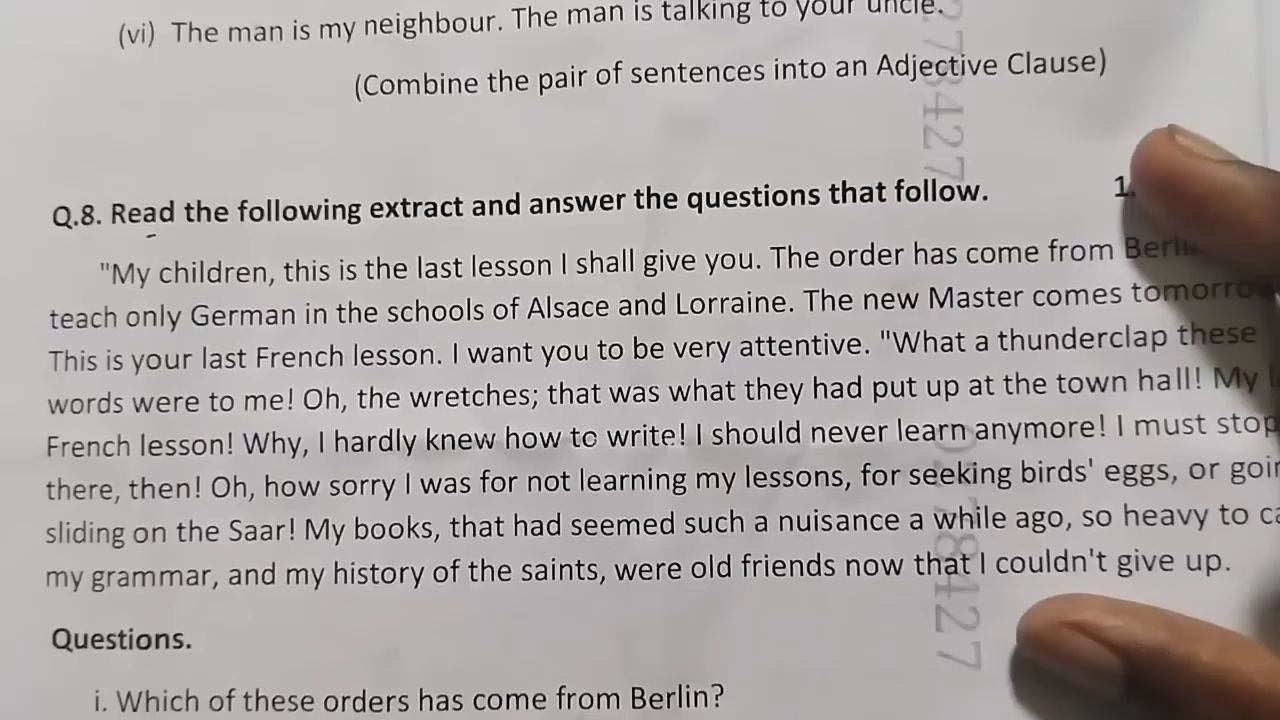 (vi) The man is my neighbour. The man is talking to your uncle.
(Combine the pair of sentences into an Adjective Clause)
Q.8. Read the following extract and answer the questions that follow. 1.
"My children, this is the last lesson I shall give you. The order has come from
teach only German in the schools of Alsace and Lorraine. The new Master comes
This is your last French lesson. I want you to be very attentive. "What a thunderclap these
words were to me! Oh, the wretches; that was what they had put up at the town hall! My
French lesson! Why, I hardly knew how to write! I should never learn anymore! I must stop
there, then! Oh, how sorry I was for not learning my lessons, for seeking birds' eggs, or
sliding on the Saar! My books, that had seemed such a nuisance a while ago, so heavy to
my grammar, and my history of the saints, were old friends now that I couldn't give up.
Questions.
i. Which of these orders has come from Berlin?